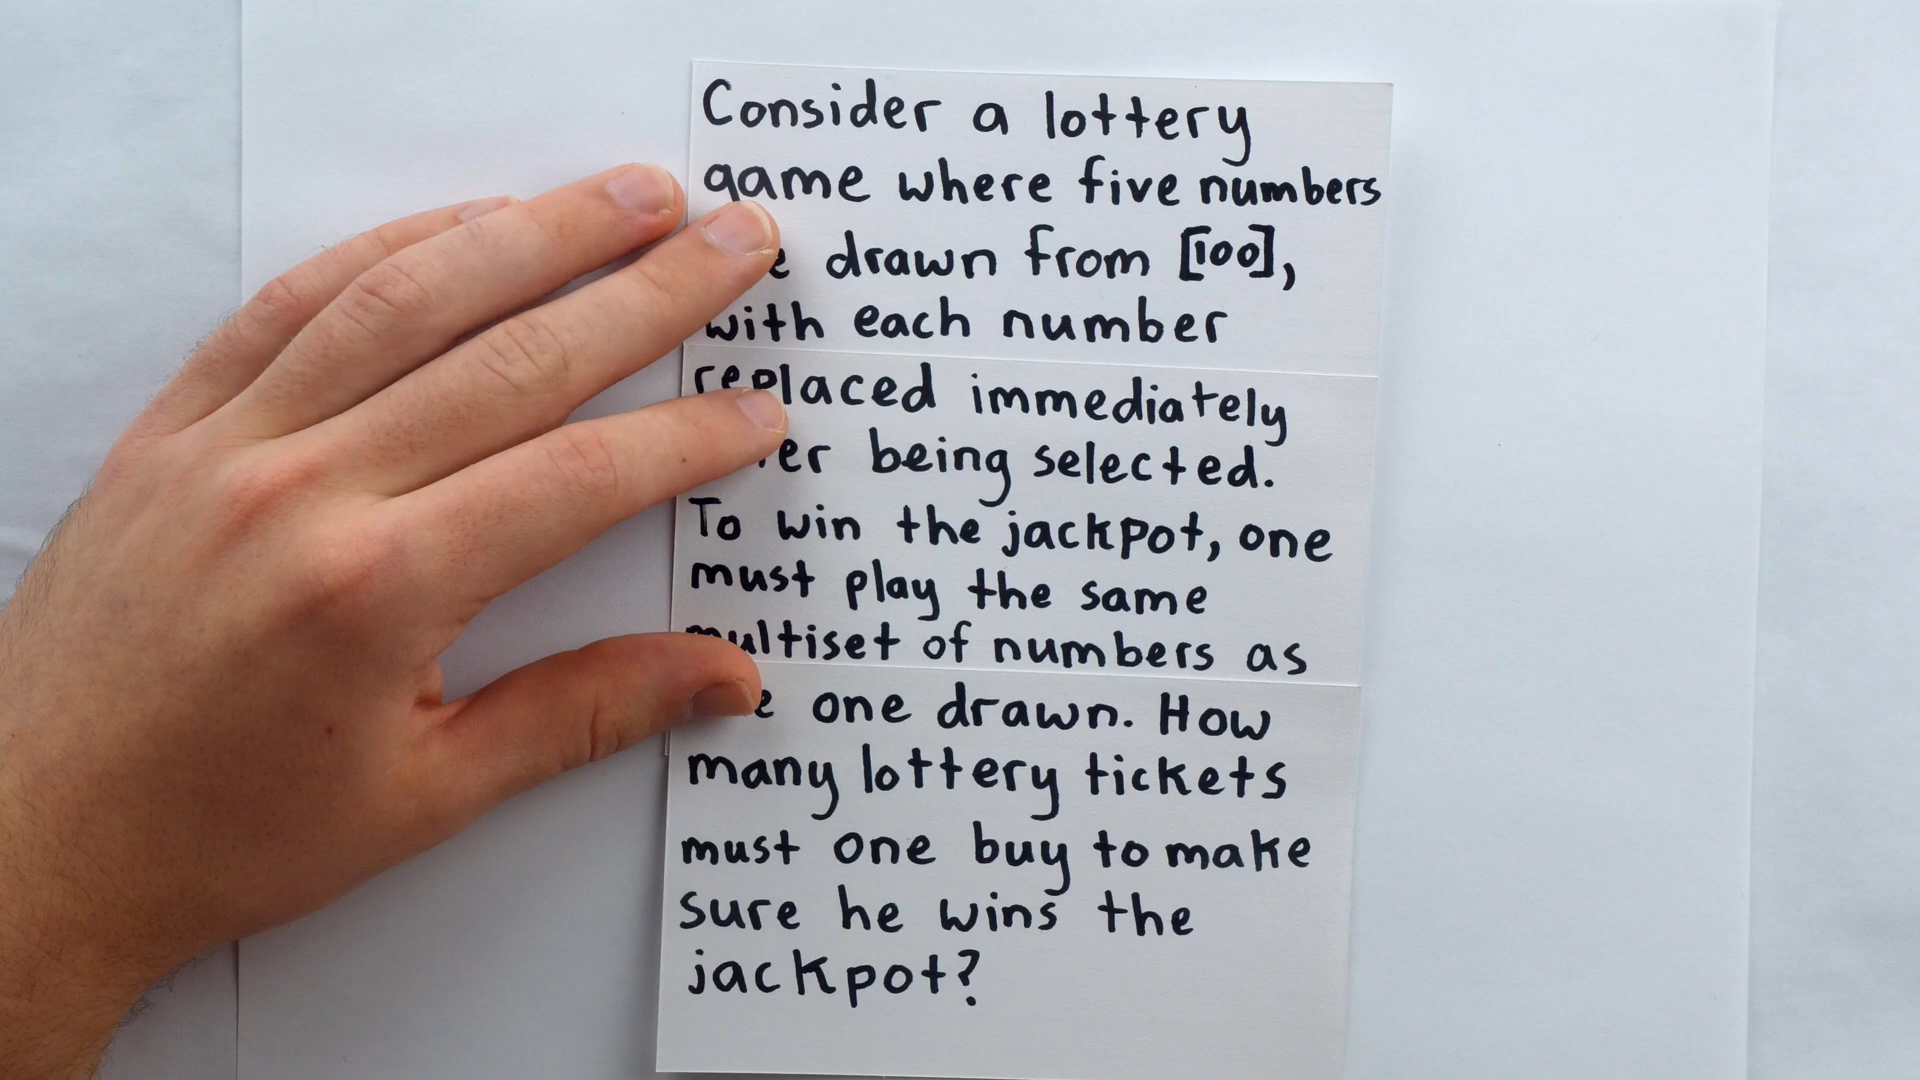 Consider a lottery
game where five numbers
drawn from [100],
with each number
replaced immediately
being selected.
To win the jackpot, one
must play the same
multiset of numbers as
one drawn. How
many lottery tickets
must one buy to make
sure he wins the
jackpot?